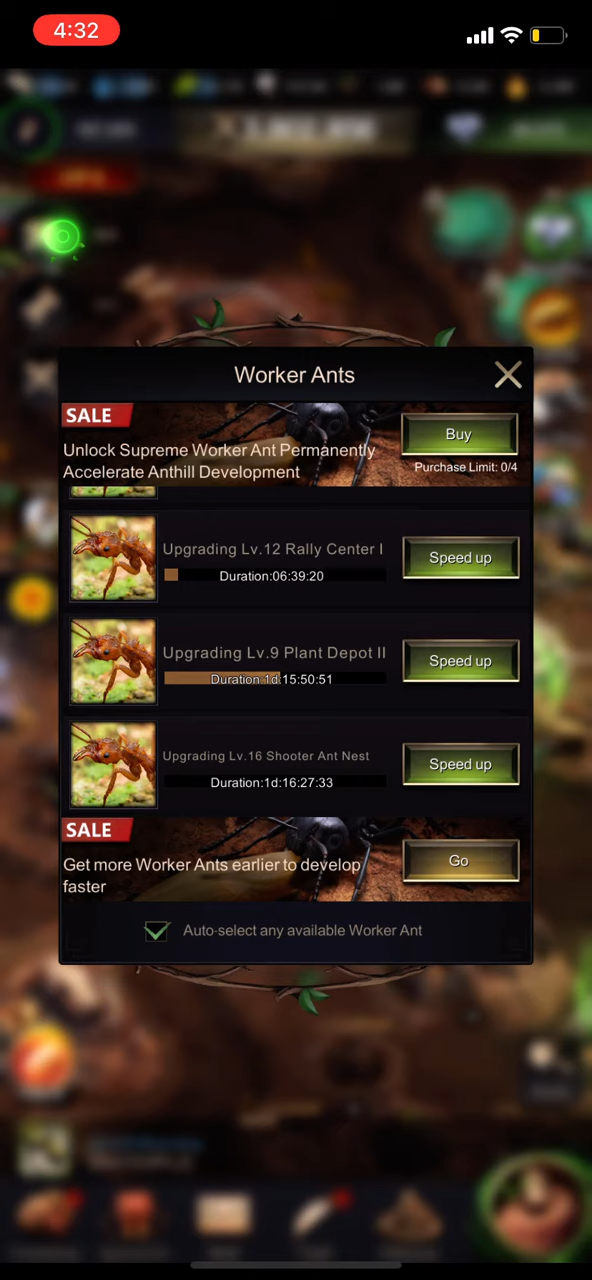 4:32
Worker Ants
SALE
Unlock Supreme Worker Ant Permanently
Accelerate Anthill Development
Buy
Purchase Limit: 0/4
Upgrading Lv.12 Rally Center I
Duration:06:39:20
Speed up
Upgrading Lv.9 Plant Depot II
Duration:1d:15:50:51
Speed up
Upgrading Lv.16 Shooter Ant Nest
Duration:1d:16:27:33
Speed up
SALE
Get more Worker Ants earlier to develop
faster
Go
Auto-select any available Worker Ant